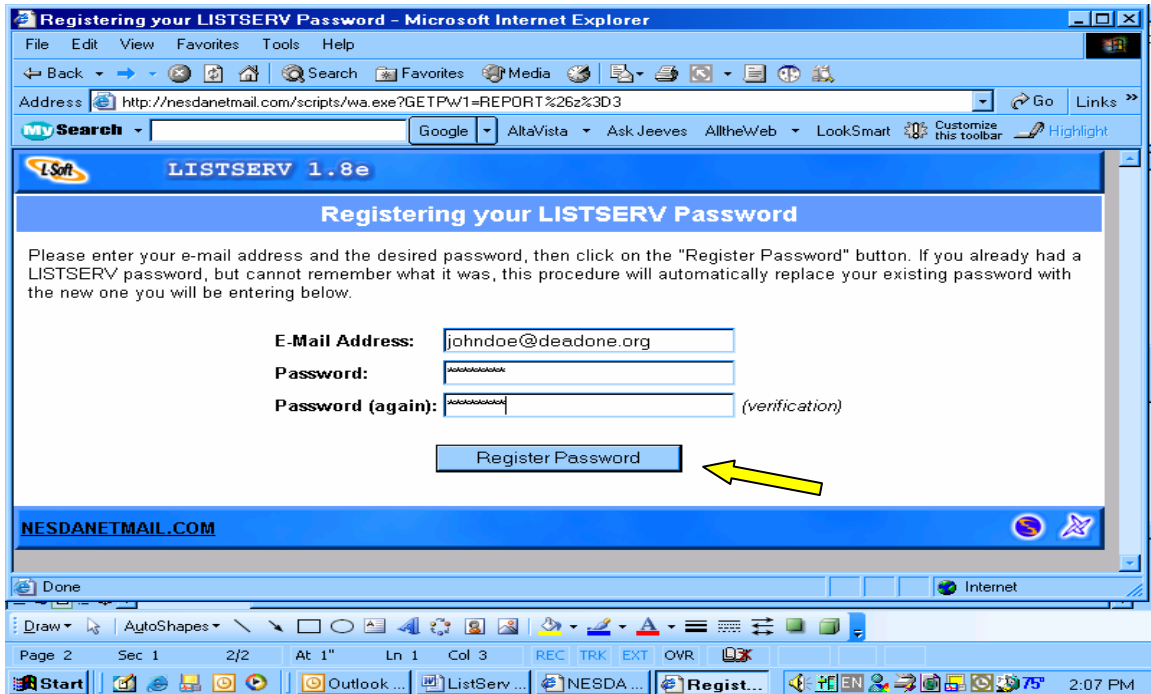 Registering your LISTSERV Password - Microsoft Internet Explorer
File Edit View Favorites Tools Help
Back Search Favorites Media
Address http://nesdanetmail.com/scripts/wa.exe?GETPW1=REPORT%26z%3D3 Go Links »
My Search Google AltaVista Ask Jeeves AlltheWeb LookSmart Customize this toolbar Highlight
L-Soft LISTSERV 1.8e
Registering your LISTSERV Password
Please enter your e-mail address and the desired password, then click on the "Register Password" button. If you already had a
LISTSERV password, but cannot remember what it was, this procedure will automatically replace your existing password with
the new one you will be entering below.
E-Mail Address: johndoe@deadone.org
Password: **********
Password (again): ********** (verification)
Register Password
NESDANETMAIL.COM
Done Internet
Draw AutoShapes
Page 2 Sec 1 2/2 At 1" Ln 1 Col 3 REC TRK EXT OVR
Start Outlook ... ListServ ... NESDA ... Regist... EN 75° 2:07 PM